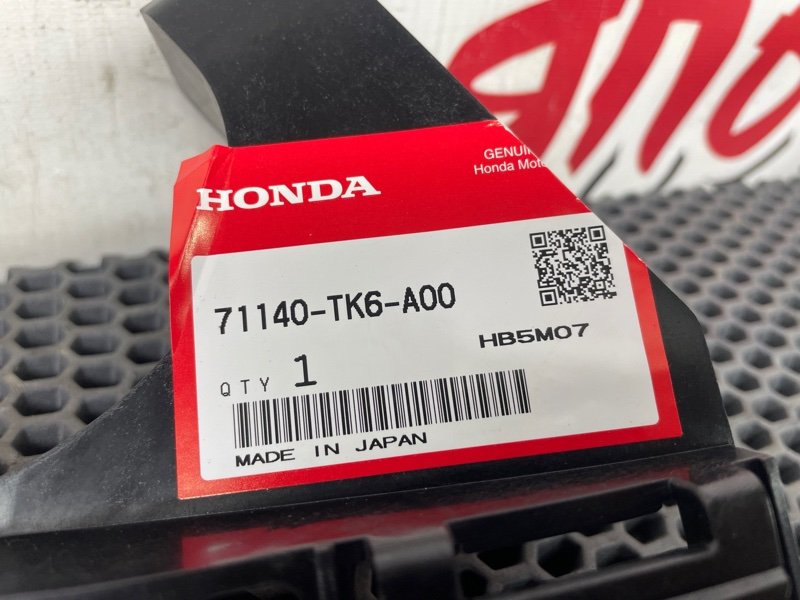 GENUI
Honda Moto
HONDA
71140-TK6-A00
HB5M07
QTY 1
MADE IN JAPAN